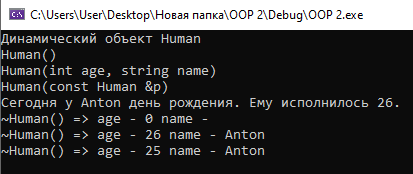 C:\Users\User\Desktop\Новая папка\OOP 2\Debug\OOP 2.exe
Динамический объект Human
Human()
Human(int age, string name)
Human(const Human &p)
Сегодня у Anton день рождения. Ему исполнилось 26.
~Human() => age - 0 name -
~Human() => age - 26 name - Anton
~Human() => age - 25 name - Anton